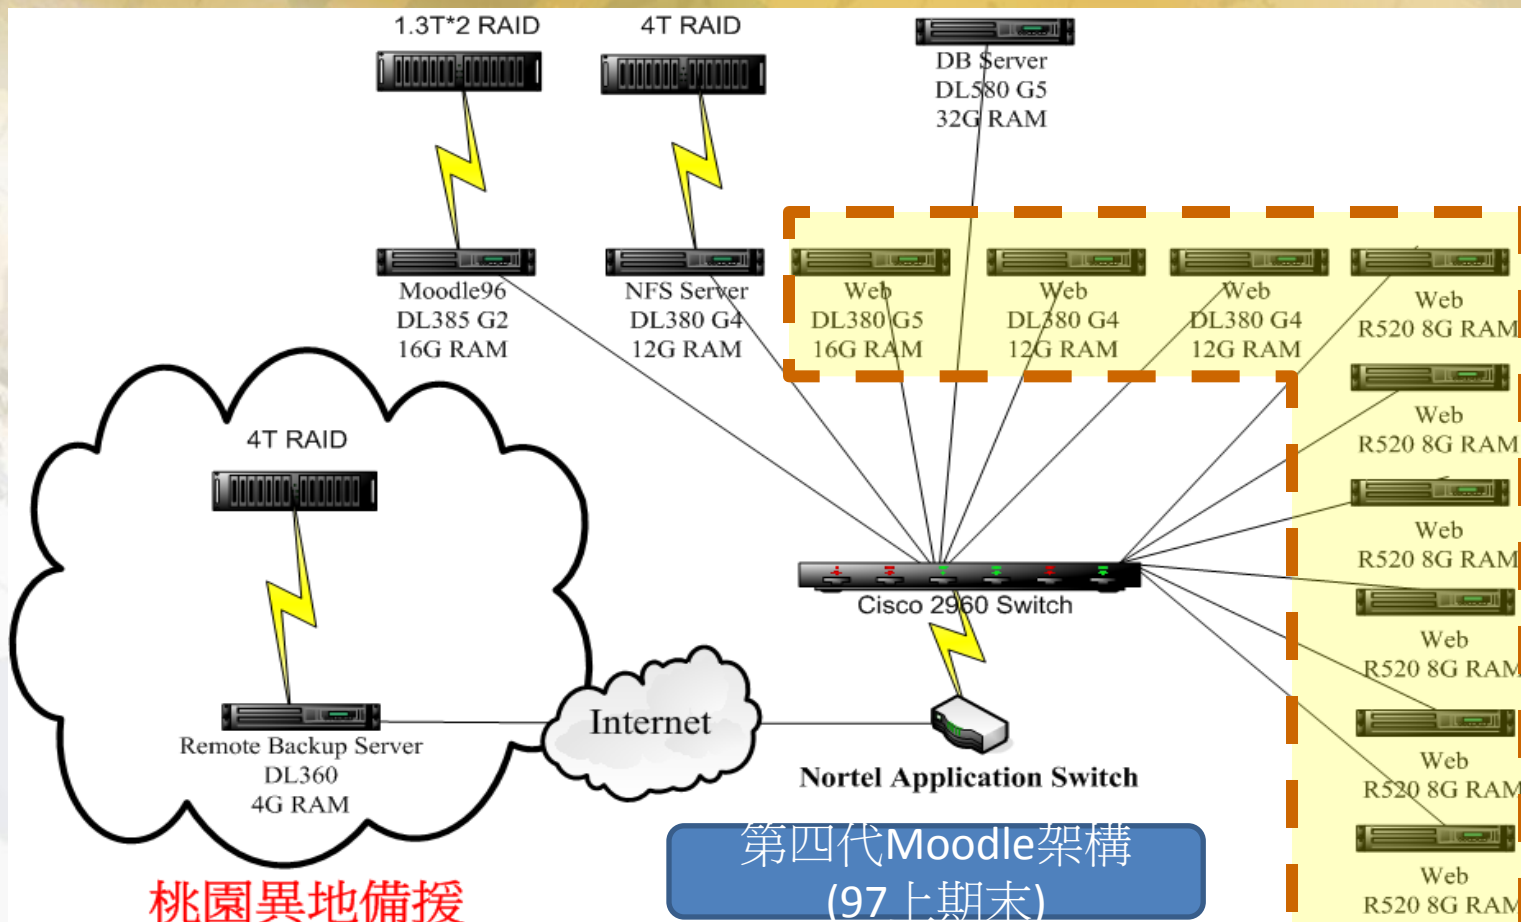 1.3T*2 RAID
4T RAID
DB Server
DL580 G5
32G RAM
Moodle96
DL385 G2
16G RAM
NFS Server
DL380 G4
12G RAM
Web
DL380 G5
16G RAM
Web
DL380 G4
12G RAM
Web
DL380 G4
12G RAM
Web
R520 8G RAM
Web
R520 8G RAM
Web
R520 8G RAM
Web
R520 8G RAM
Web
R520 8G RAM
Web
R520 8G RAM
4T RAID
Cisco 2960 Switch
Internet
Remote Backup Server
DL360
4G RAM
Nortel Application Switch
第四代Moodle架構
(97上期末)
桃園異地備援